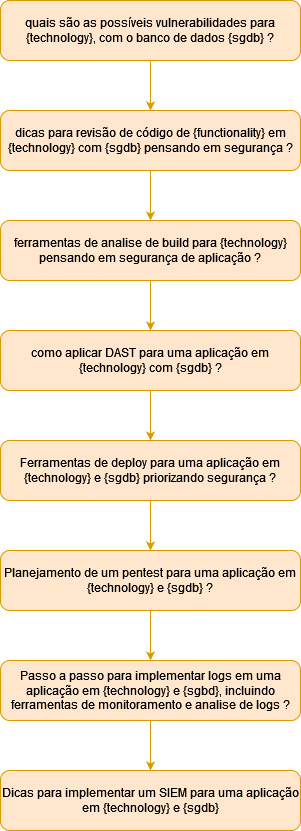 quais são as possíveis vulnerabilidades para
{technology}, com o banco de dados {sgdb} ?
dicas para revisão de código de {functionality} em
{technology} com {sgdb} pensando em segurança ?
ferramentas de analise de build para {technology}
pensando em segurança de aplicação ?
como aplicar DAST para uma aplicação em
{technology} com {sgdb} ?
Ferramentas de deploy para uma aplicação em
{technology} e {sgdb} priorizando segurança ?
Planejamento de um pentest para uma aplicação em
{technology} e {sgdb} ?
Passo a passo para implementar logs em uma
aplicação em {technology} e {sgbd}, incluindo
ferramentas de monitoramento e analise de logs ?
Dicas para implementar um SIEM para uma aplicação
em {technology} e {sgdb}